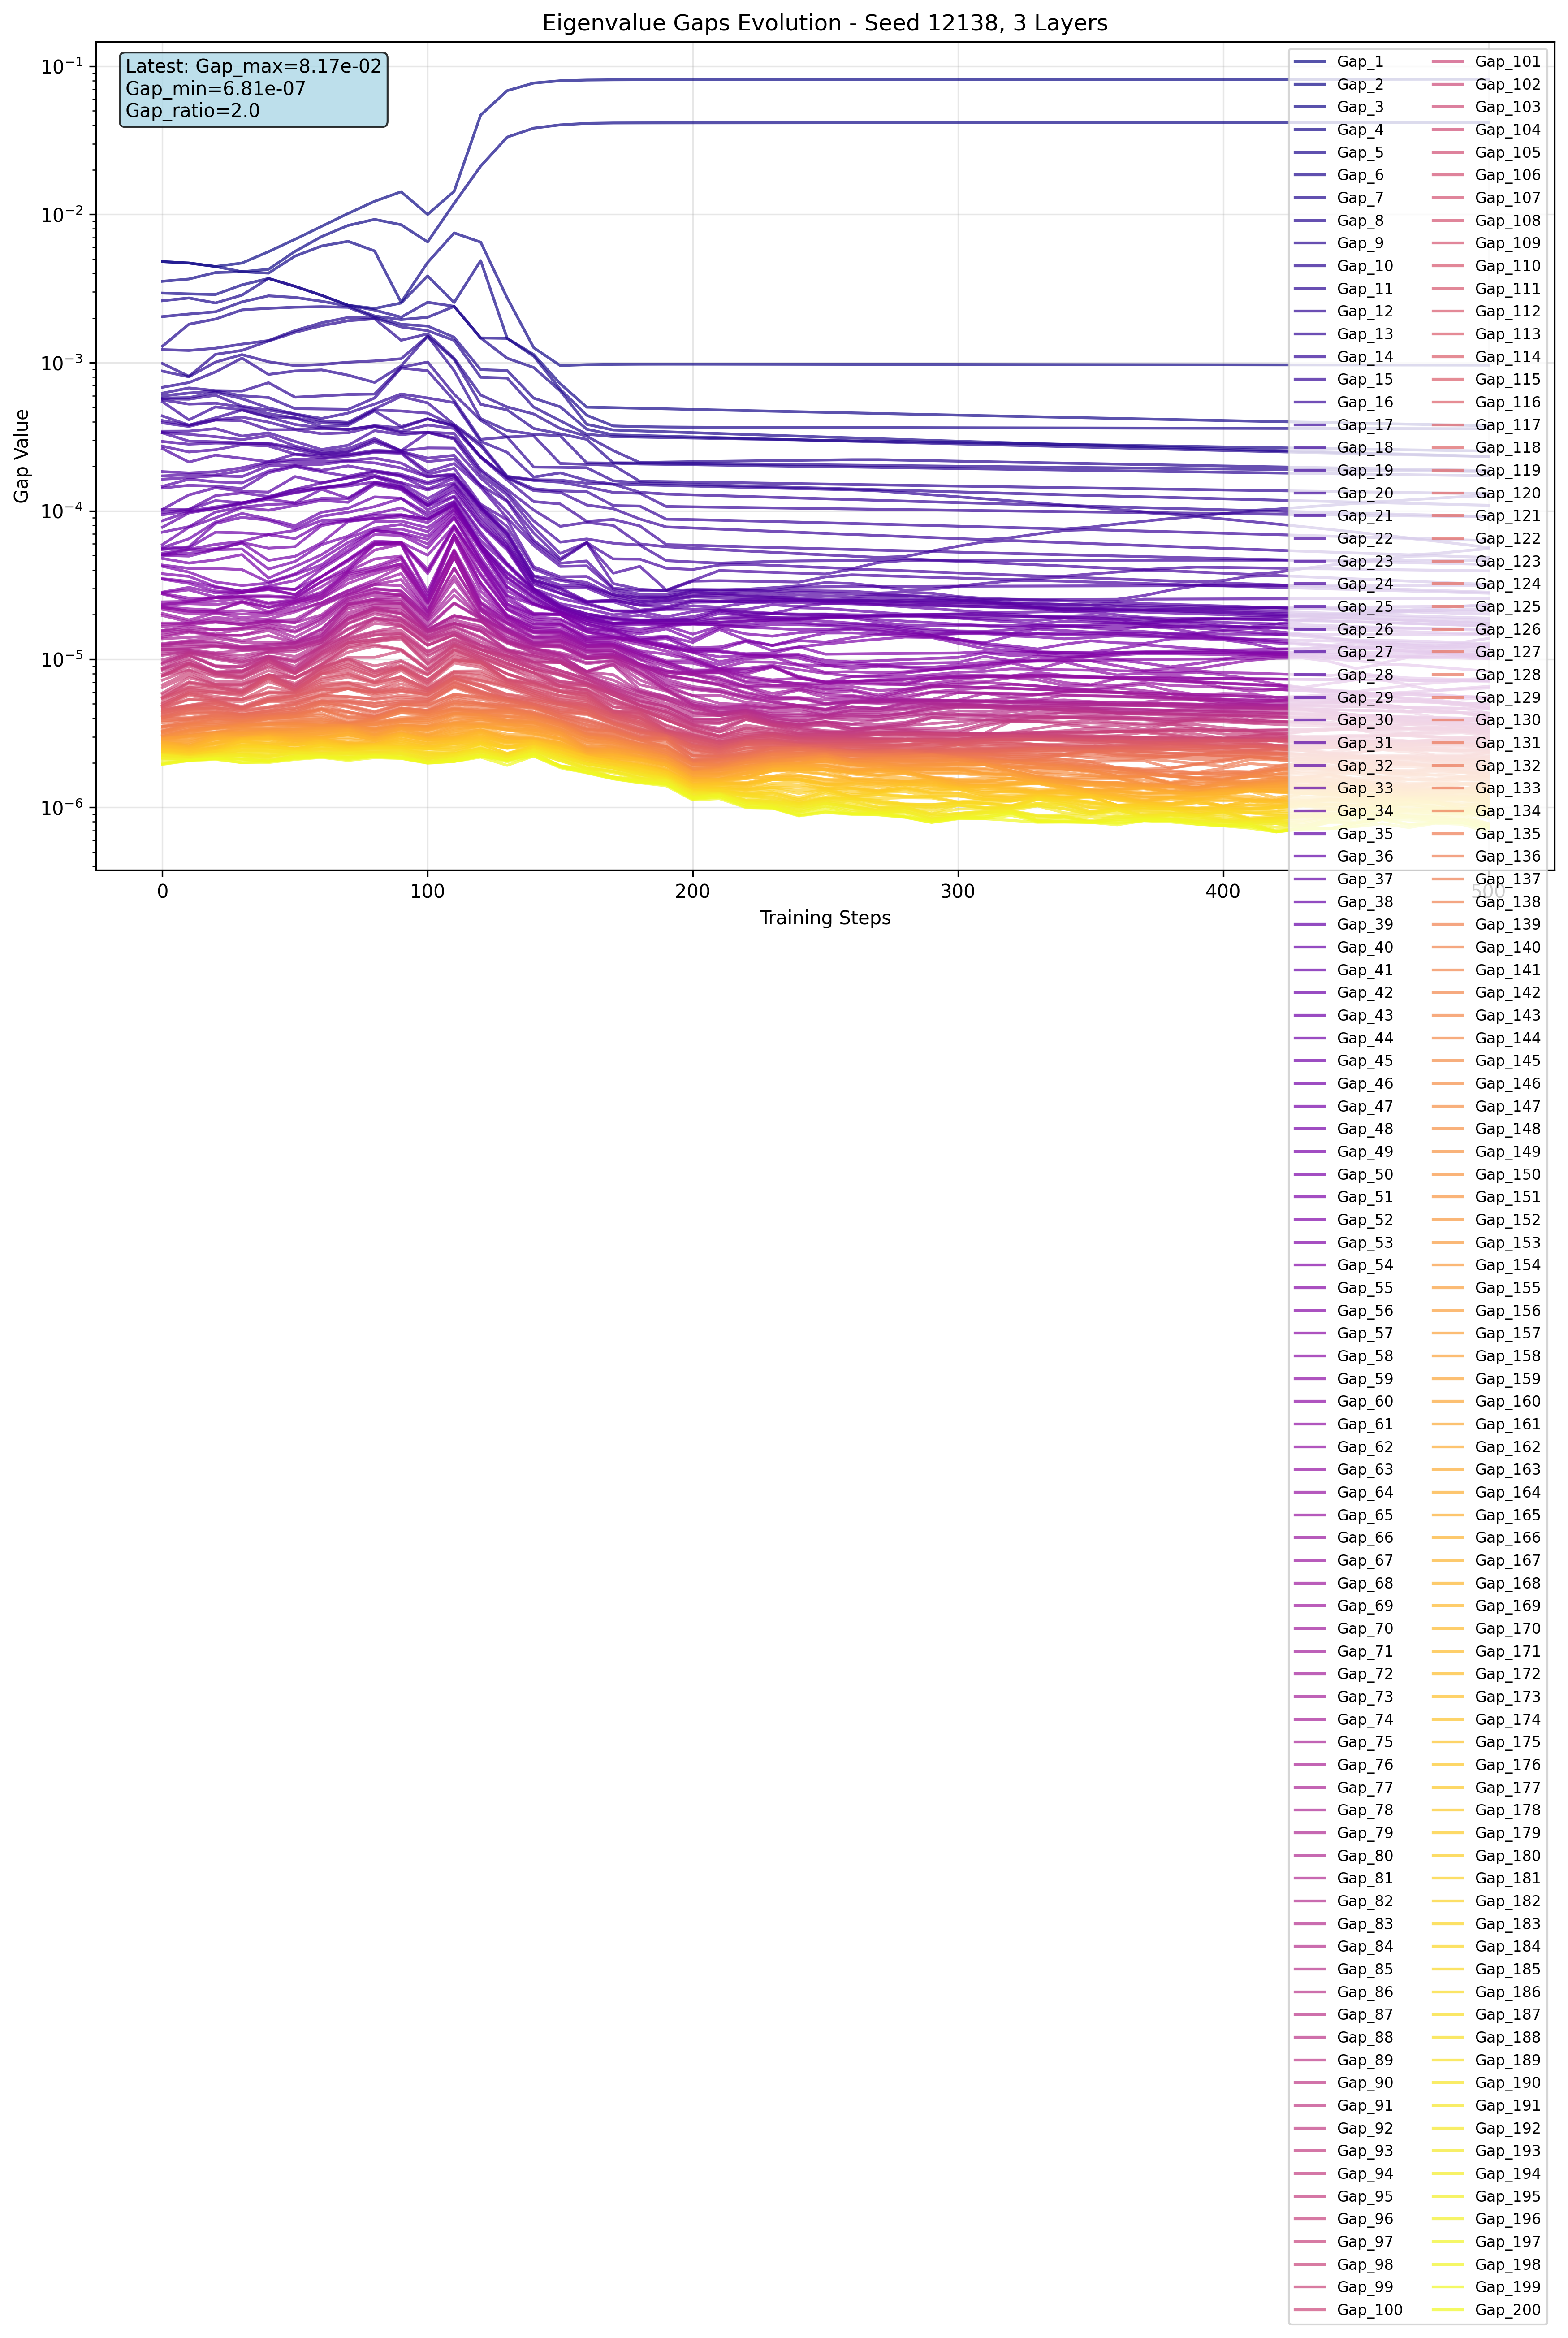 Eigenvalue Gaps Evolution - Seed 12138, 3 Layers
Latest: Gap_max=8.17e-02
Gap_min=6.81e-07
Gap_ratio=2.0
Gap Value
10⁻¹
10⁻²
10⁻³
10⁻⁴
10⁻⁵
10⁻⁶
0
100
200
300
400
500
Training Steps
Gap_1
Gap_2
Gap_3
Gap_4
Gap_5
Gap_6
Gap_7
Gap_8
Gap_9
Gap_10
Gap_11
Gap_12
Gap_13
Gap_14
Gap_15
Gap_16
Gap_17
Gap_18
Gap_19
Gap_20
Gap_21
Gap_22
Gap_23
Gap_24
Gap_25
Gap_26
Gap_27
Gap_28
Gap_29
Gap_30
Gap_31
Gap_32
Gap_33
Gap_34
Gap_35
Gap_36
Gap_37
Gap_38
Gap_39
Gap_40
Gap_41
Gap_42
Gap_43
Gap_44
Gap_45
Gap_46
Gap_47
Gap_48
Gap_49
Gap_50
Gap_51
Gap_52
Gap_53
Gap_54
Gap_55
Gap_56
Gap_57
Gap_58
Gap_59
Gap_60
Gap_61
Gap_62
Gap_63
Gap_64
Gap_65
Gap_66
Gap_67
Gap_68
Gap_69
Gap_70
Gap_71
Gap_72
Gap_73
Gap_74
Gap_75
Gap_76
Gap_77
Gap_78
Gap_79
Gap_80
Gap_81
Gap_82
Gap_83
Gap_84
Gap_85
Gap_86
Gap_87
Gap_88
Gap_89
Gap_90
Gap_91
Gap_92
Gap_93
Gap_94
Gap_95
Gap_96
Gap_97
Gap_98
Gap_99
Gap_100
Gap_101
Gap_102
Gap_103
Gap_104
Gap_105
Gap_106
Gap_107
Gap_108
Gap_109
Gap_110
Gap_111
Gap_112
Gap_113
Gap_114
Gap_115
Gap_116
Gap_117
Gap_118
Gap_119
Gap_120
Gap_121
Gap_122
Gap_123
Gap_124
Gap_125
Gap_126
Gap_127
Gap_128
Gap_129
Gap_130
Gap_131
Gap_132
Gap_133
Gap_134
Gap_135
Gap_136
Gap_137
Gap_138
Gap_139
Gap_140
Gap_141
Gap_142
Gap_143
Gap_144
Gap_145
Gap_146
Gap_147
Gap_148
Gap_149
Gap_150
Gap_151
Gap_152
Gap_153
Gap_154
Gap_155
Gap_156
Gap_157
Gap_158
Gap_159
Gap_160
Gap_161
Gap_162
Gap_163
Gap_164
Gap_165
Gap_166
Gap_167
Gap_168
Gap_169
Gap_170
Gap_171
Gap_172
Gap_173
Gap_174
Gap_175
Gap_176
Gap_177
Gap_178
Gap_179
Gap_180
Gap_181
Gap_182
Gap_183
Gap_184
Gap_185
Gap_186
Gap_187
Gap_188
Gap_189
Gap_190
Gap_191
Gap_192
Gap_193
Gap_194
Gap_195
Gap_196
Gap_197
Gap_198
Gap_199
Gap_200